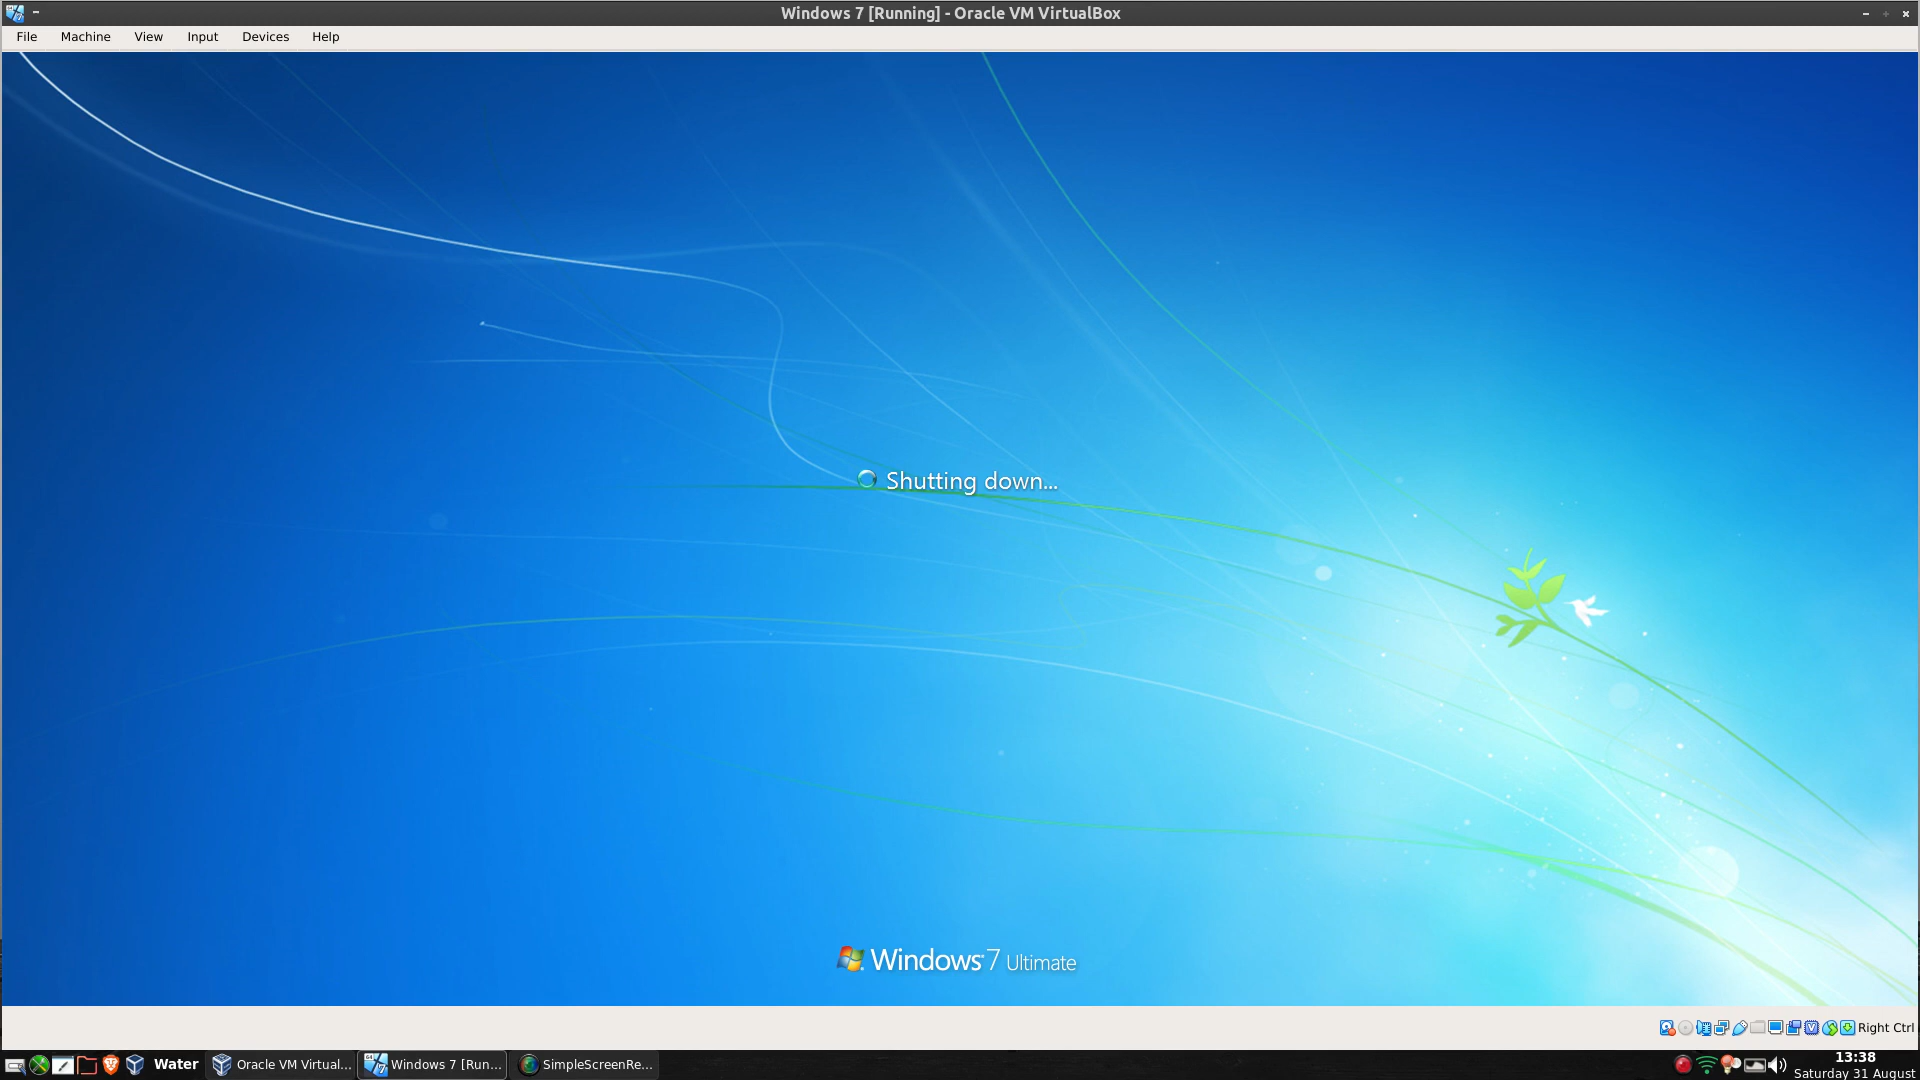 Windows 7 [Running] - Oracle VM VirtualBox
File Machine View Input Devices Help
Shutting down...
Windows 7 Ultimate
Right Ctrl
Water Oracle VM Virtual... Windows 7 [Run... SimpleScreenRe...
13:38
Saturday 31 August